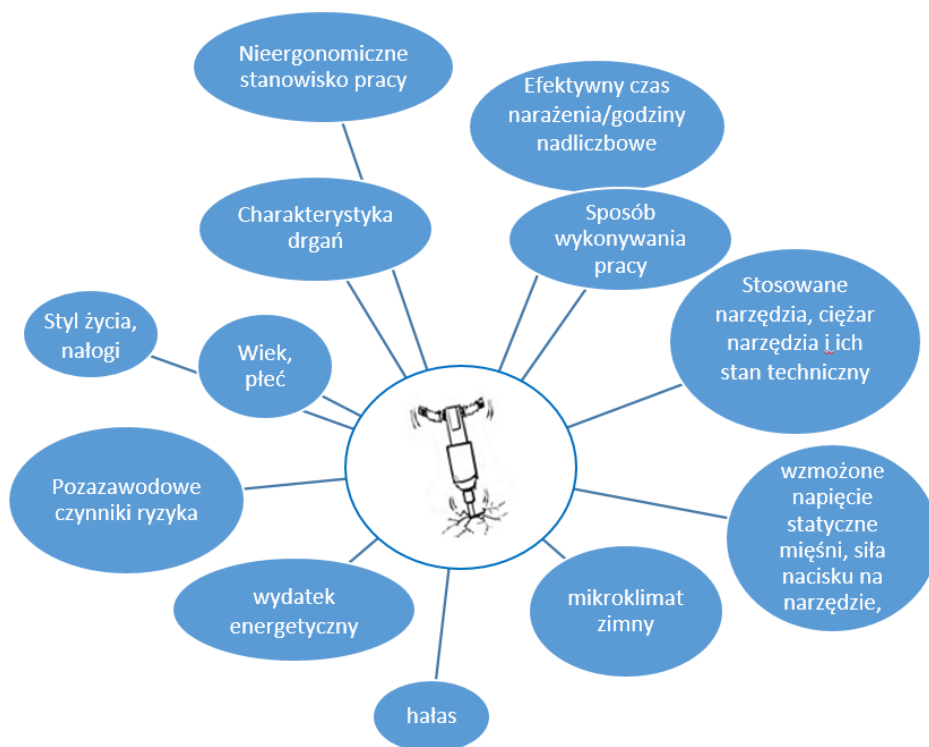 Nieergonomiczne
stanowisko pracy
Efektywny czas
narażenia/godziny
nadliczbowe
Charakterystyka
drgań
Sposób
wykonywania
pracy
Stosowane
narzędzia, ciężar
narzędzia i ich
stan techniczny
Styl życia,
nałogi
Wiek,
płeć
Pozazawodowe
czynniki ryzyka
wzmożone
napięcie
statyczne
mięśni, siła
nacisku na
narzędzie,
wydatek
energetyczny
mikroklimat
zimny
hałas